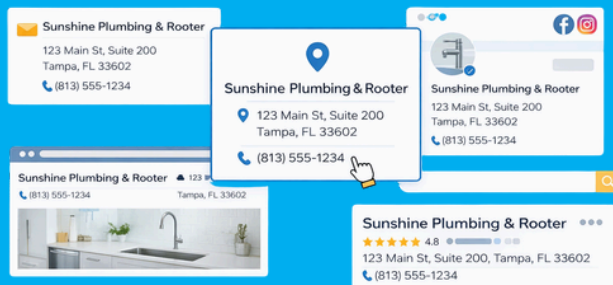 Sunshine Plumbing & Rooter
123 Main St, Suite 200
Tampa, FL 33602
(813) 555-1234
Sunshine Plumbing & Rooter
123 Main St, Suite 200
Tampa, FL 33602
(813) 555-1234
Sunshine Plumbing & Rooter
123 Main St, Suite 200
Tampa, FL 33602
(813) 555-1234
Sunshine Plumbing & Rooter 123
(813) 555-1234 Tampa, FL 33602
Sunshine Plumbing & Rooter
4.8
123 Main St, Suite 200, Tampa, FL 33602
(813) 555-1234